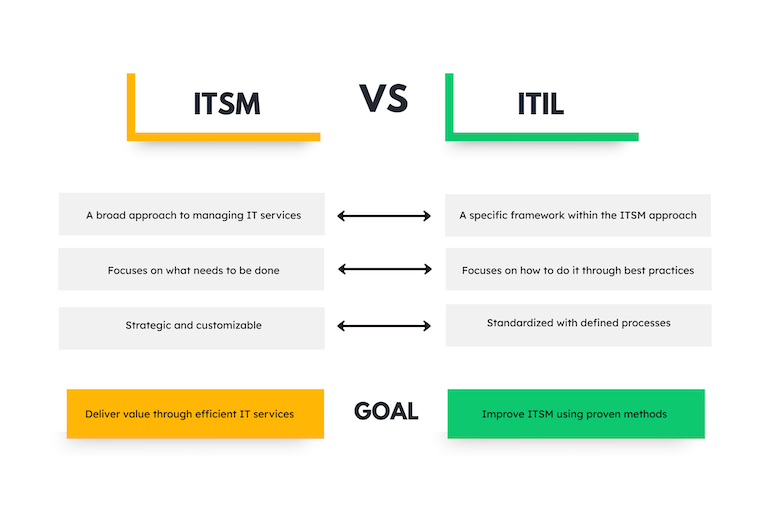 ITSM
VS
ITIL
A broad approach to managing IT services
A specific framework within the ITSM approach
Focuses on what needs to be done
Focuses on how to do it through best practices
Strategic and customizable
Standardized with defined processes
Deliver value through efficient IT services
GOAL
Improve ITSM using proven methods